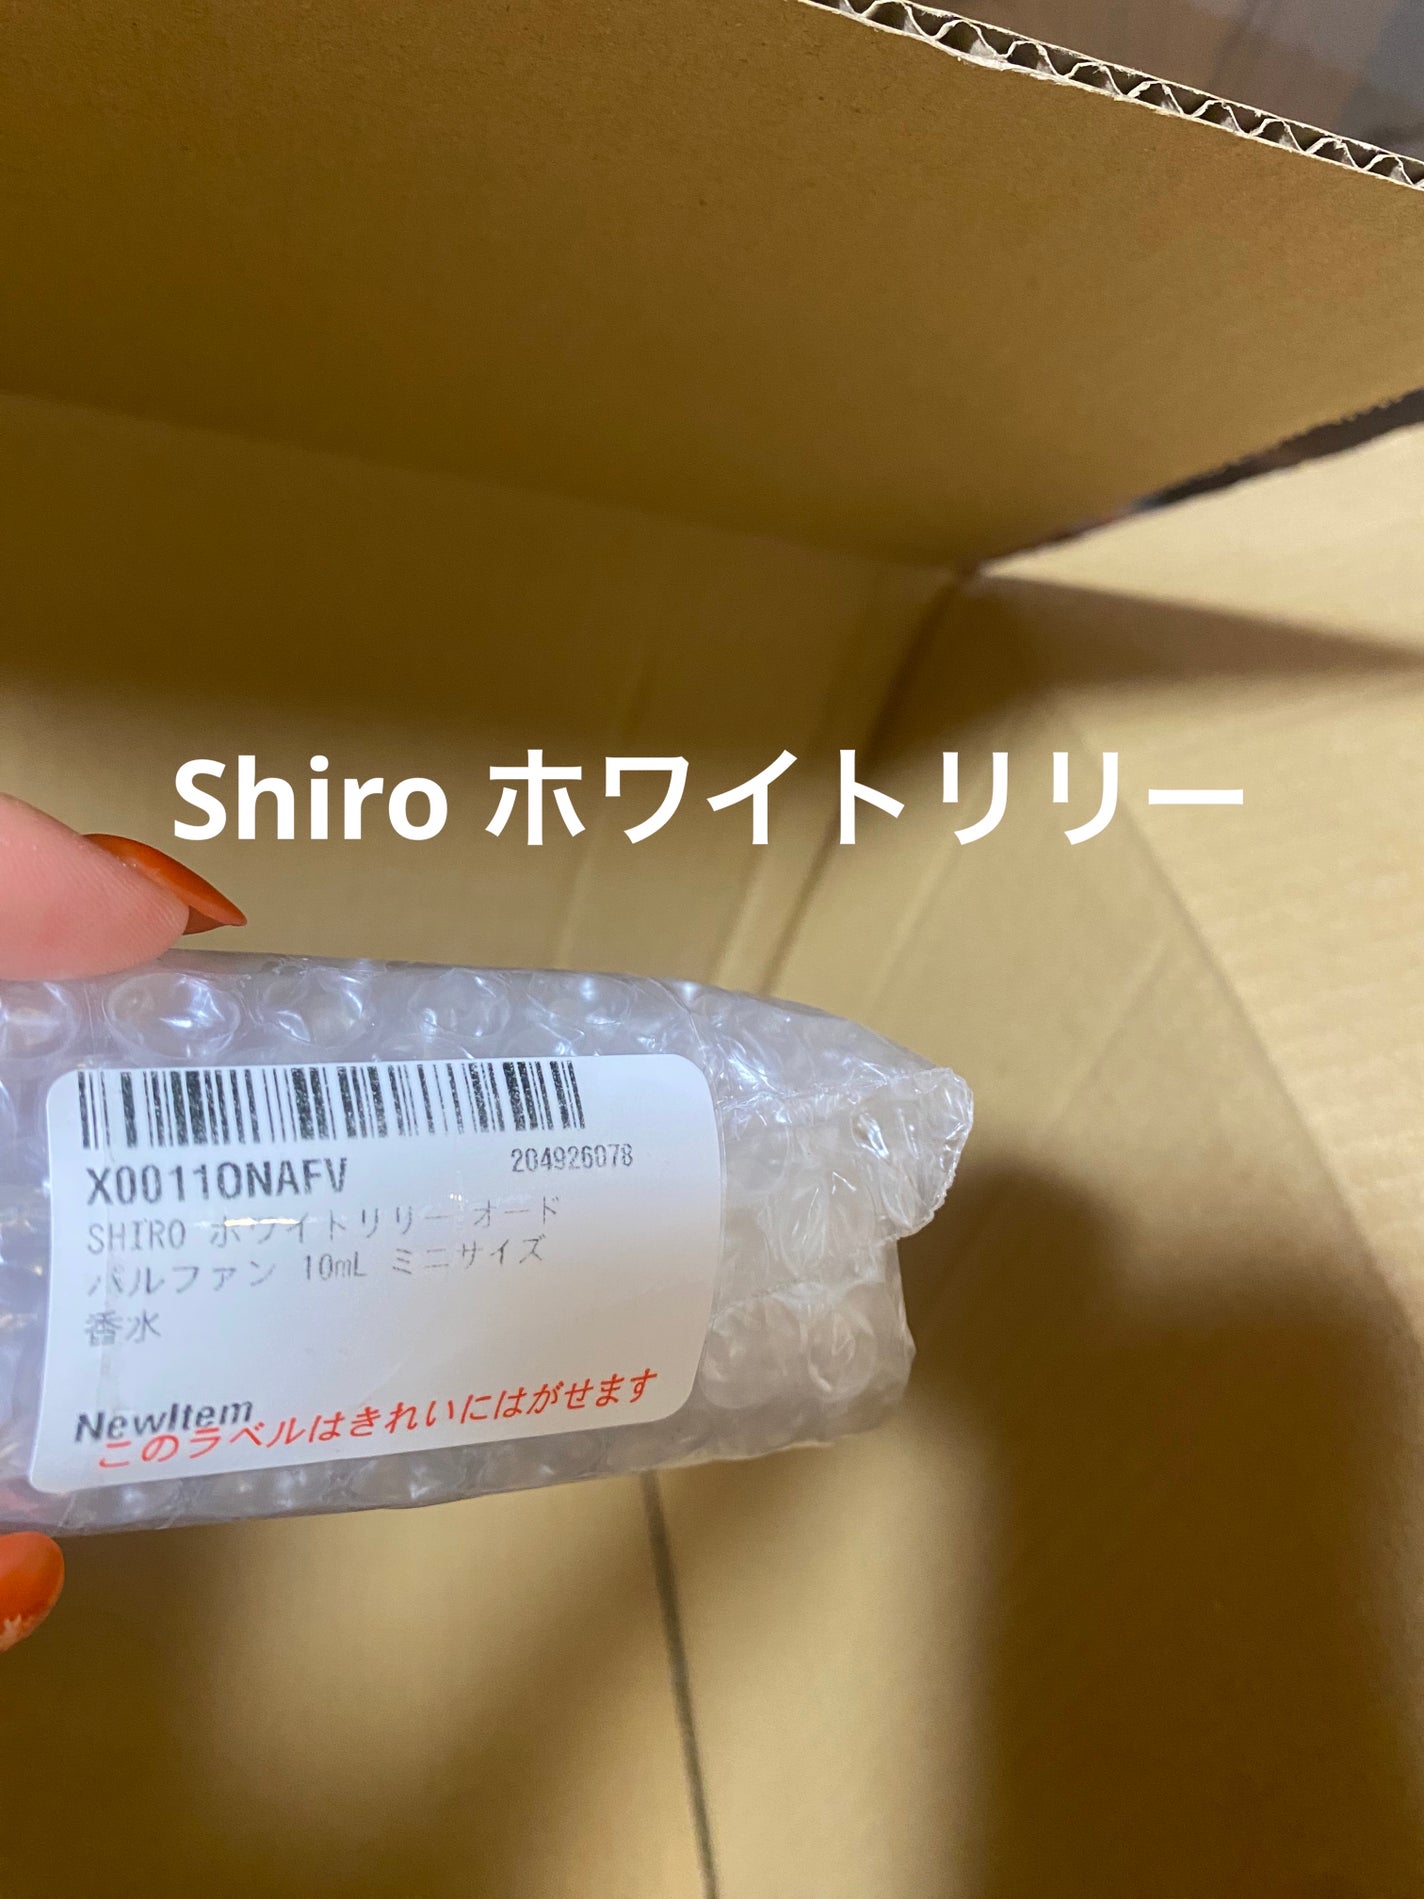 Shiro ホワイトリリー
X00110NAFV
204926078
SHIRO ホワイトリリー オード
パルファン 10mL ミニサイズ
香水
NewItem
このラベルはきれいにはがせます